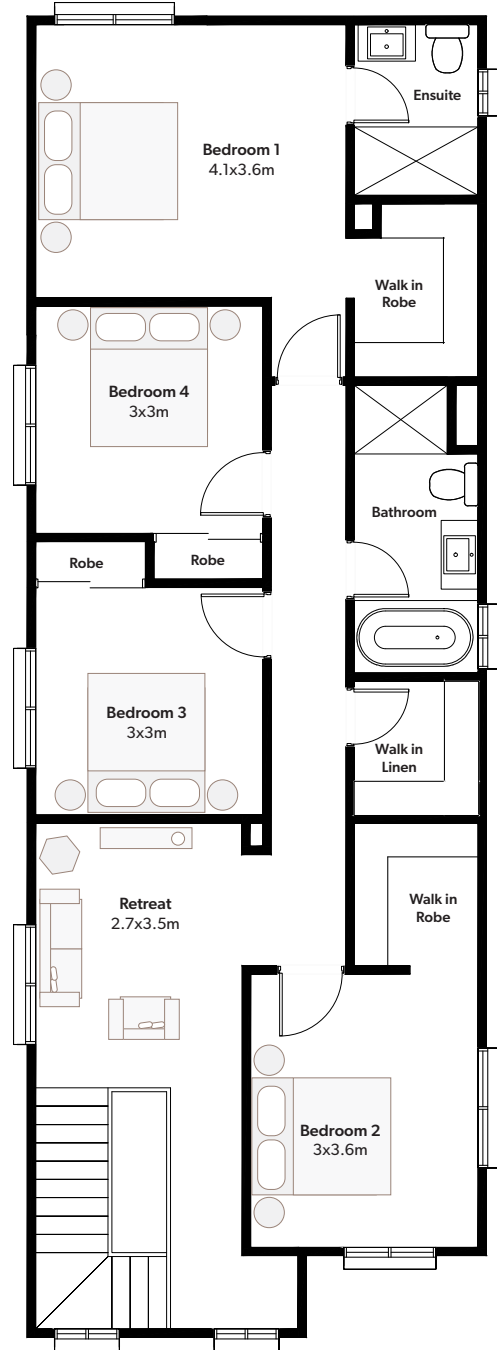 Ensuite
Bedroom 1
4.1x3.6m
Walk in
Robe
Bedroom 4
3x3m
Bathroom
Robe
Robe
Bedroom 3
3x3m
Walk in
Linen
Retreat
2.7x3.5m
Walk in
Robe
Bedroom 2
3x3.6m